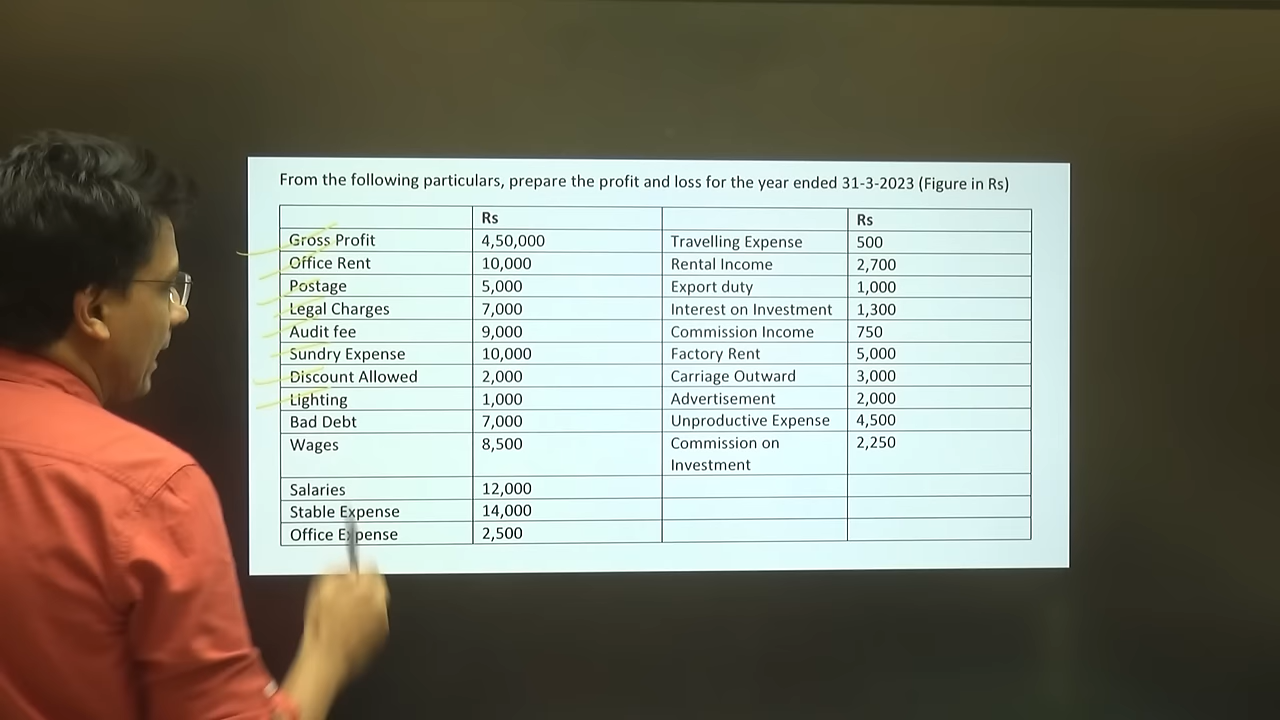 From the following particulars, prepare the profit and loss for the year ended 31-3-2023 (Figure in Rs)
Rs Rs
Gross Profit 4,50,000 Travelling Expense 500
Office Rent 10,000 Rental Income 2,700
Postage 5,000 Export duty 1,000
Legal Charges 7,000 Interest on Investment 1,300
Audit fee 9,000 Commission Income 750
Sundry Expense 10,000 Factory Rent 5,000
Discount Allowed 2,000 Carriage Outward 3,000
Lighting 1,000 Advertisement 2,000
Bad Debt 7,000 Unproductive Expense 4,500
Wages 8,500 Commission on 2,250
Investment
Salaries 12,000
Stable Expense 14,000
Office Expense 2,500